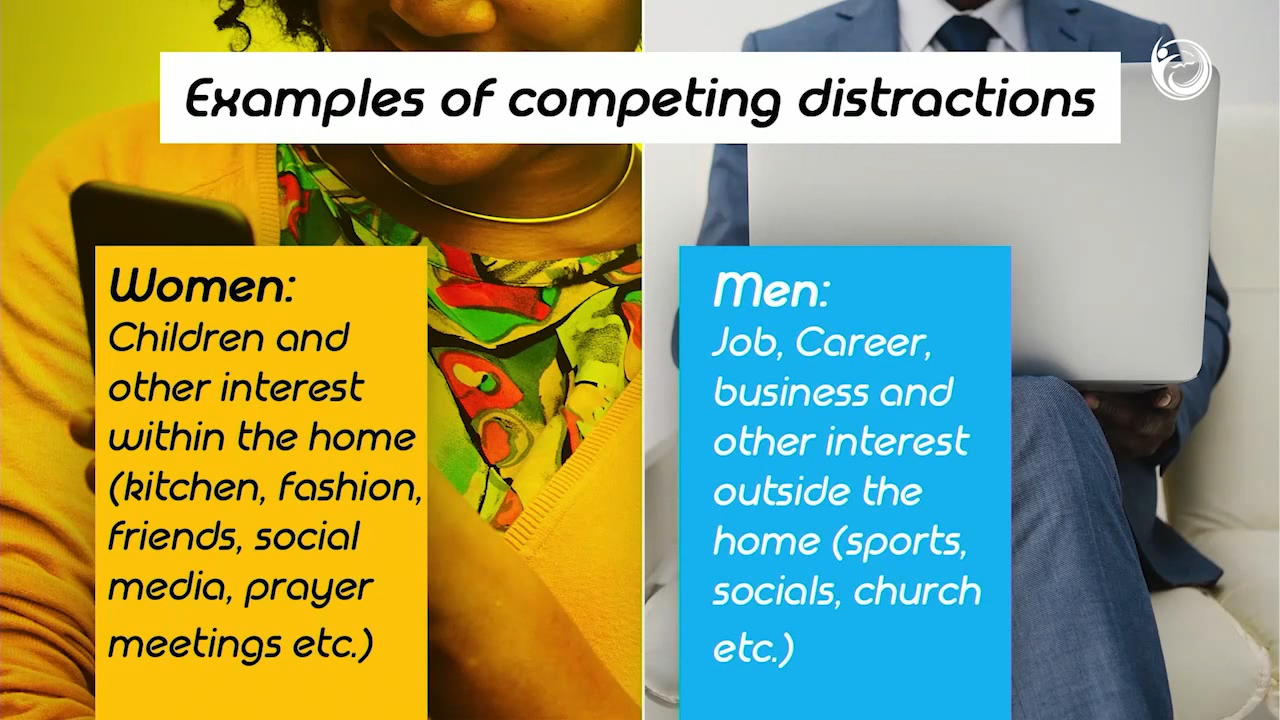 Examples of competing distractions
Women:
Children and
other interest
within the home
(kitchen, fashion,
friends, social
media, prayer
meetings etc.)
Men:
Job, Career,
business and
other interest
outside the
home (sports,
socials, church
etc.)